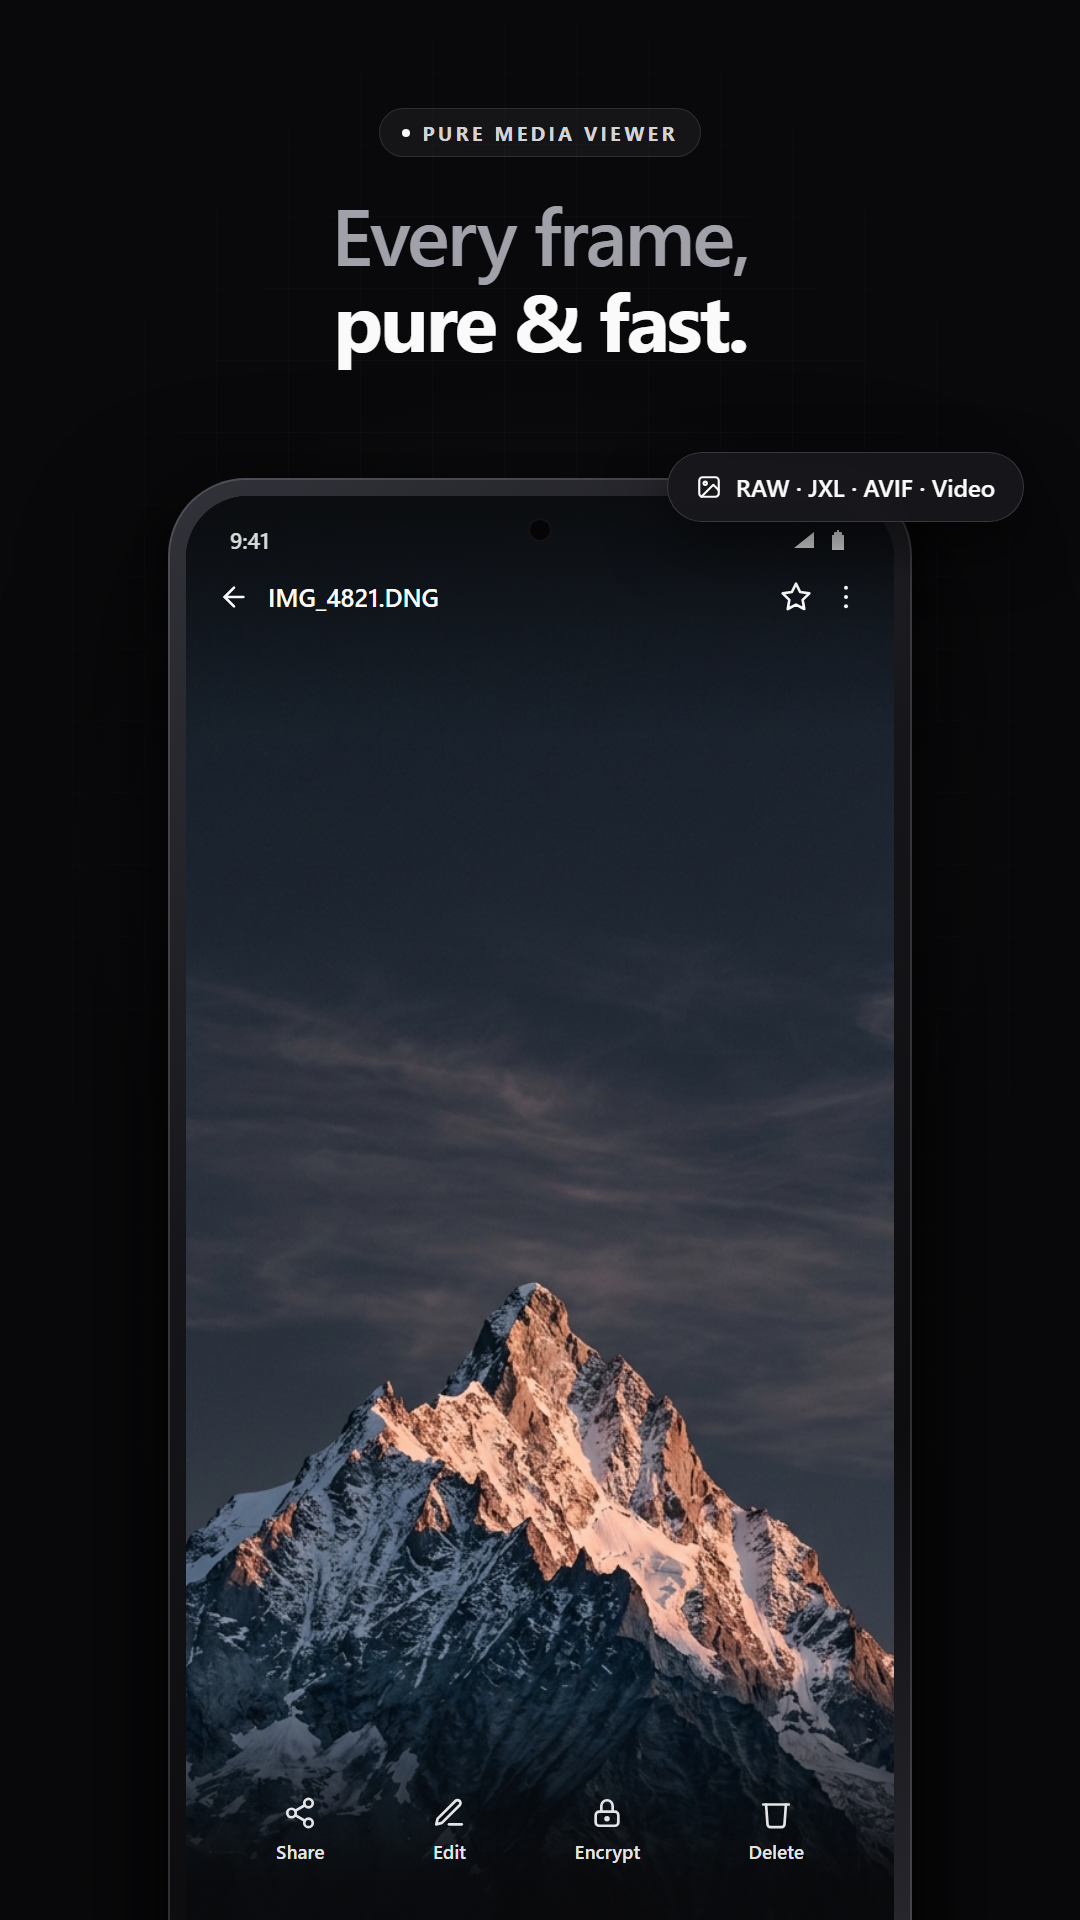 PURE MEDIA VIEWER
Every frame,
pure & fast.
RAW · JXL · AVIF · Video
9:41
IMG_4821.DNG
Share
Edit
Encrypt
Delete